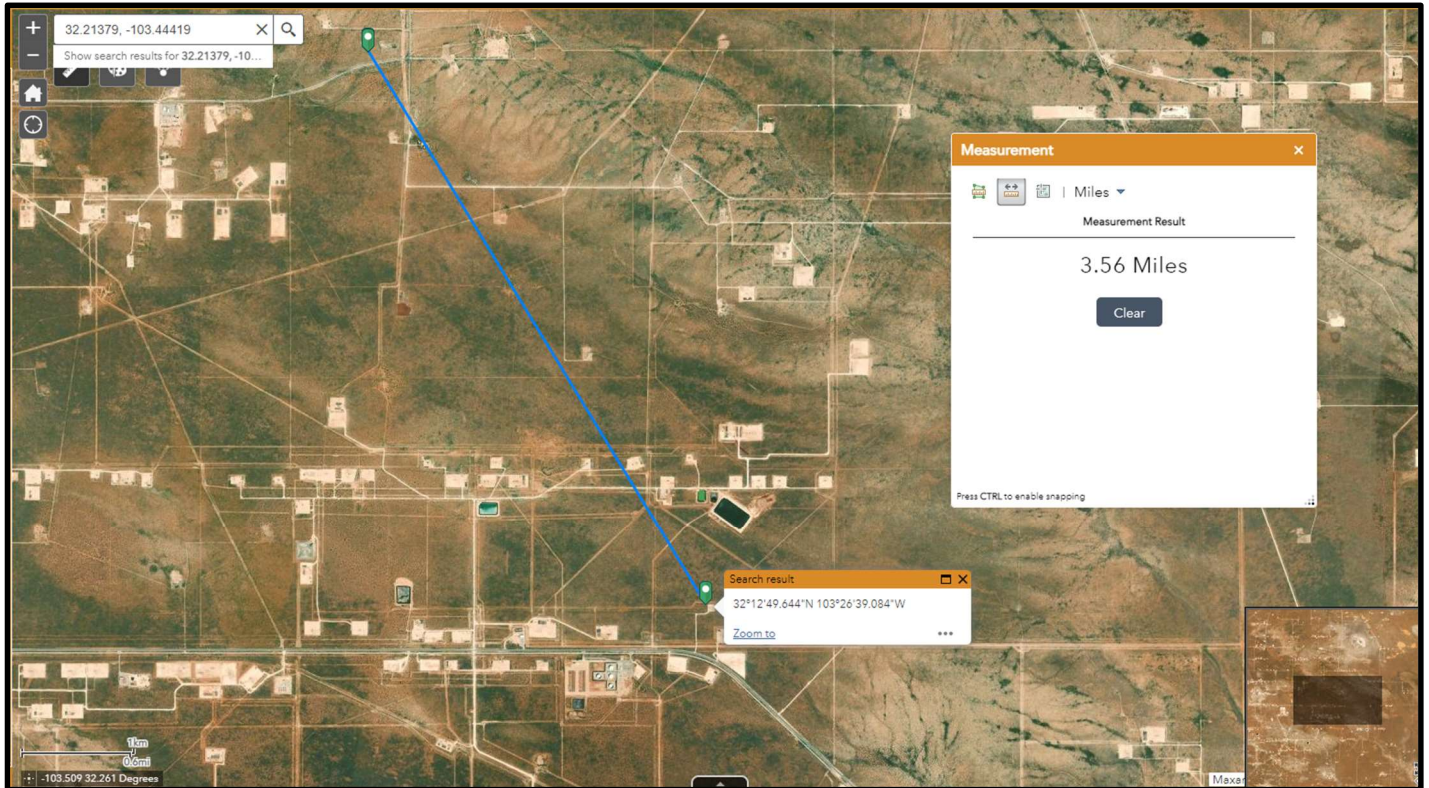 +
32.21379, -103.44419
Show search results for 32.21379, -10...
−
Measurement
Miles
Measurement Result
3.56 Miles
Clear
Press CTRL to enable snapping
Search result
32°12'49.644"N 103°26'39.084"W
Zoom to
1km
0.6mi
-103.509 32.261 Degrees
Maxar